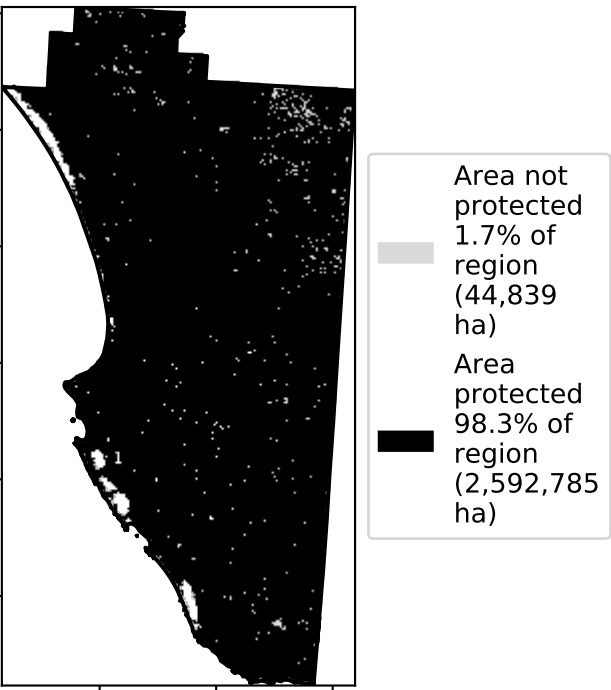 Area not
protected
1.7% of
region
(44,839
ha)
Area
protected
98.3% of
region
(2,592,785
ha)